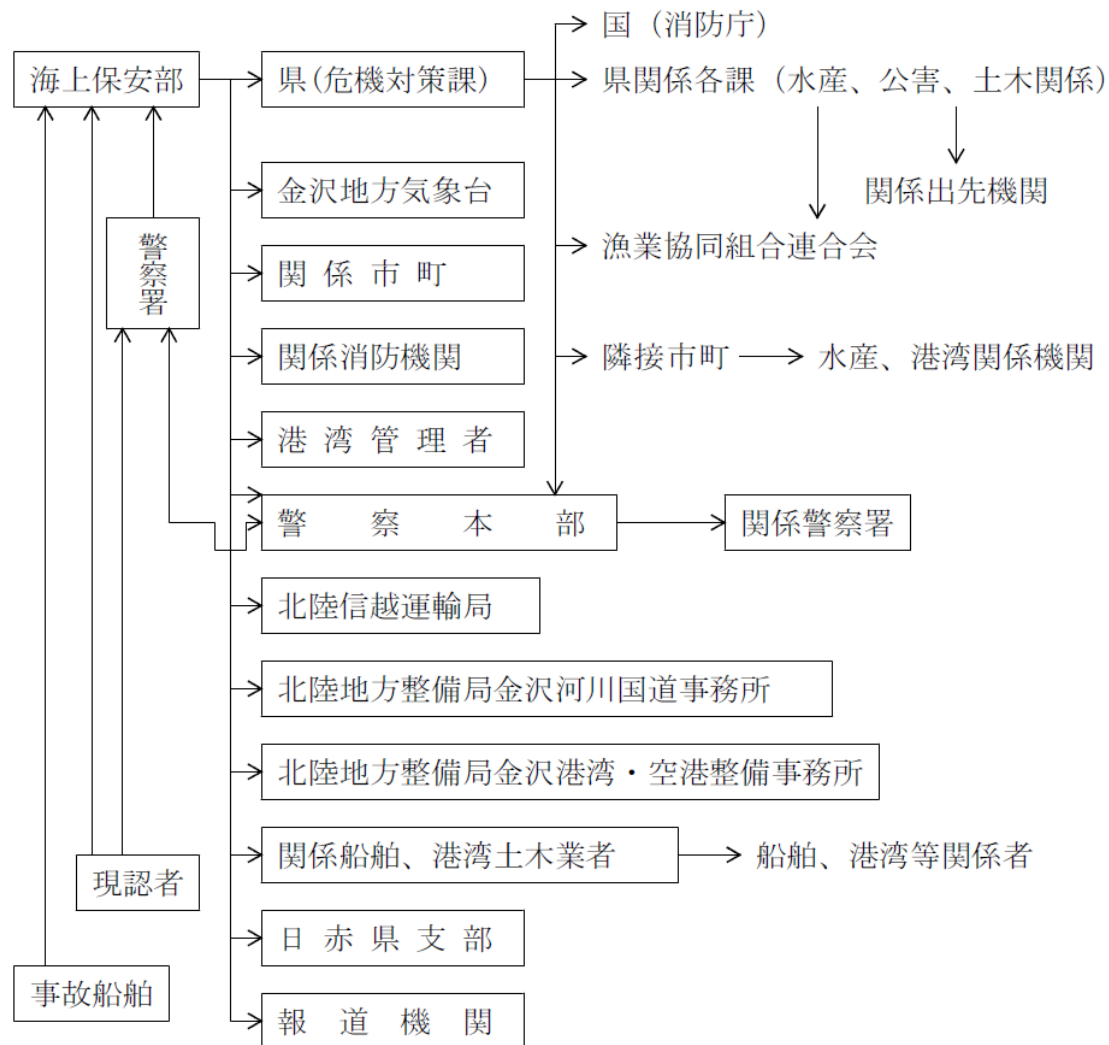 国（消防庁）
海上保安部
県(危機対策課)
県関係各課（水産、公害、土木関係）
金沢地方気象台
関係出先機関
警察署
関係市町
漁業協同組合連合会
関係消防機関
隣接市町
水産、港湾関係機関
港湾管理者
警察本部
関係警察署
北陸信越運輸局
北陸地方整備局金沢河川国道事務所
北陸地方整備局金沢港湾・空港整備事務所
関係船舶、港湾土木業者
船舶、港湾等関係者
現認者
日赤県支部
事故船舶
報道機関